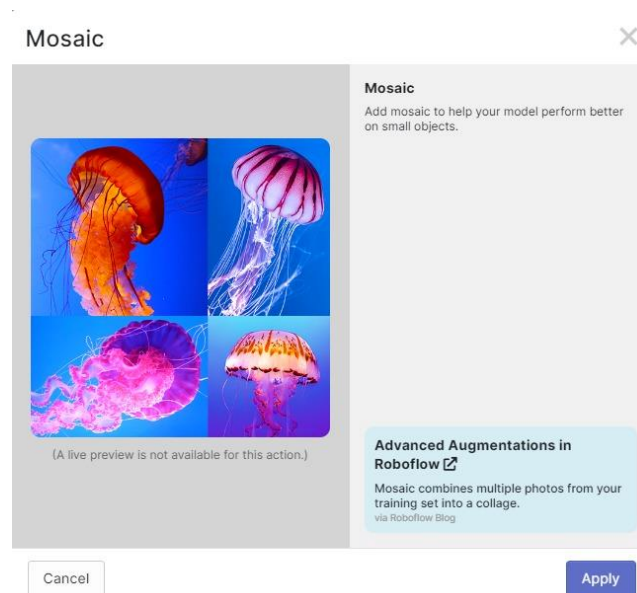 Mosaic
Mosaic
Add mosaic to help your model perform better
on small objects.
(A live preview is not available for this action.)
Advanced Augmentations in
Roboflow
Mosaic combines multiple photos from your
training set into a collage.
via Roboflow Blog
Cancel
Apply